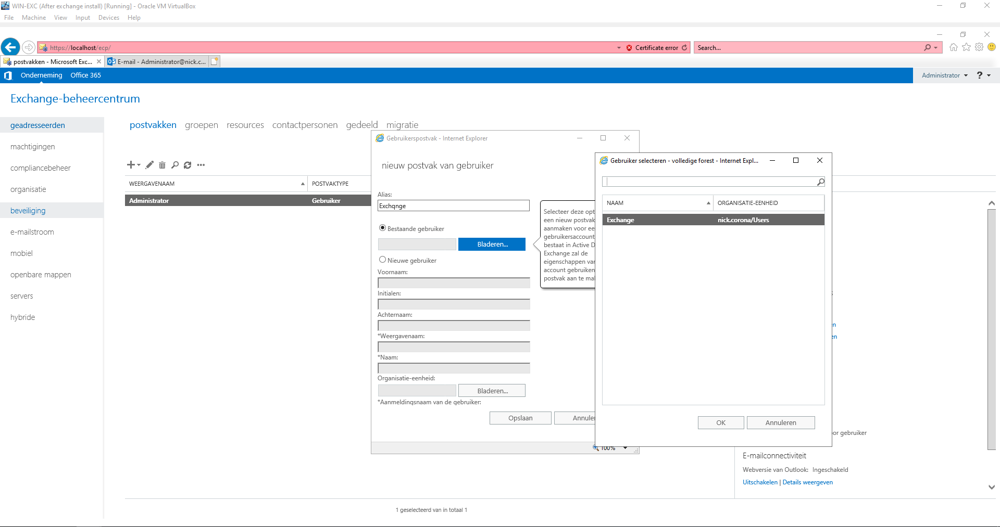 WIN-EXC (After exchange install) [Running] - Oracle VM VirtualBox
File Machine View Input Devices Help
https://localhost/ecp/ Certificate error Search...
postvakken - Microsoft Exc... E-mail - Administrator@nick.c...
Onderneming Office 365 Administrator ?
Exchange-beheercentrum
geadresseerden
machtigingen
compliancebeheer
organisatie
beveiliging
e-mailstroom
mobiel
openbare mappen
servers
hybride
postvakken groepen resources contactpersonen gedeeld migratie
WEERGAVENAAM POSTVAKTYPE
Administrator Gebruiker
Gebruikerspostvak - Internet Explorer
nieuw postvak van gebruiker
Alias:
Exchqnge
Bestaande gebruiker
Bladeren...
Nieuwe gebruiker
Voornaam:
Initialen:
Achternaam:
*Weergavenaam:
*Naam:
Organisatie-eenheid:
Bladeren...
*Aanmeldingsnaam van de gebruiker:
Opslaan Annuler
100%
Selecteer deze opt
een nieuw postvak
aanmaken voor ee
gebruikersaccount
bestaat in Active D
Exchange zal de
eigenschappen var
account gebruiken
postvak aan te mal
Gebruiker selecteren - volledige forest - Internet Expl...
NAAM ORGANISATIE-EENHEID
Exchange nick.corona/Users
OK Annuleren
en
en
or gebruiker
E-mailconnectiviteit
Webversie van Outlook: Ingeschakeld
Uitschakelen | Details weergeven
1 geselecteerd van in totaal 1